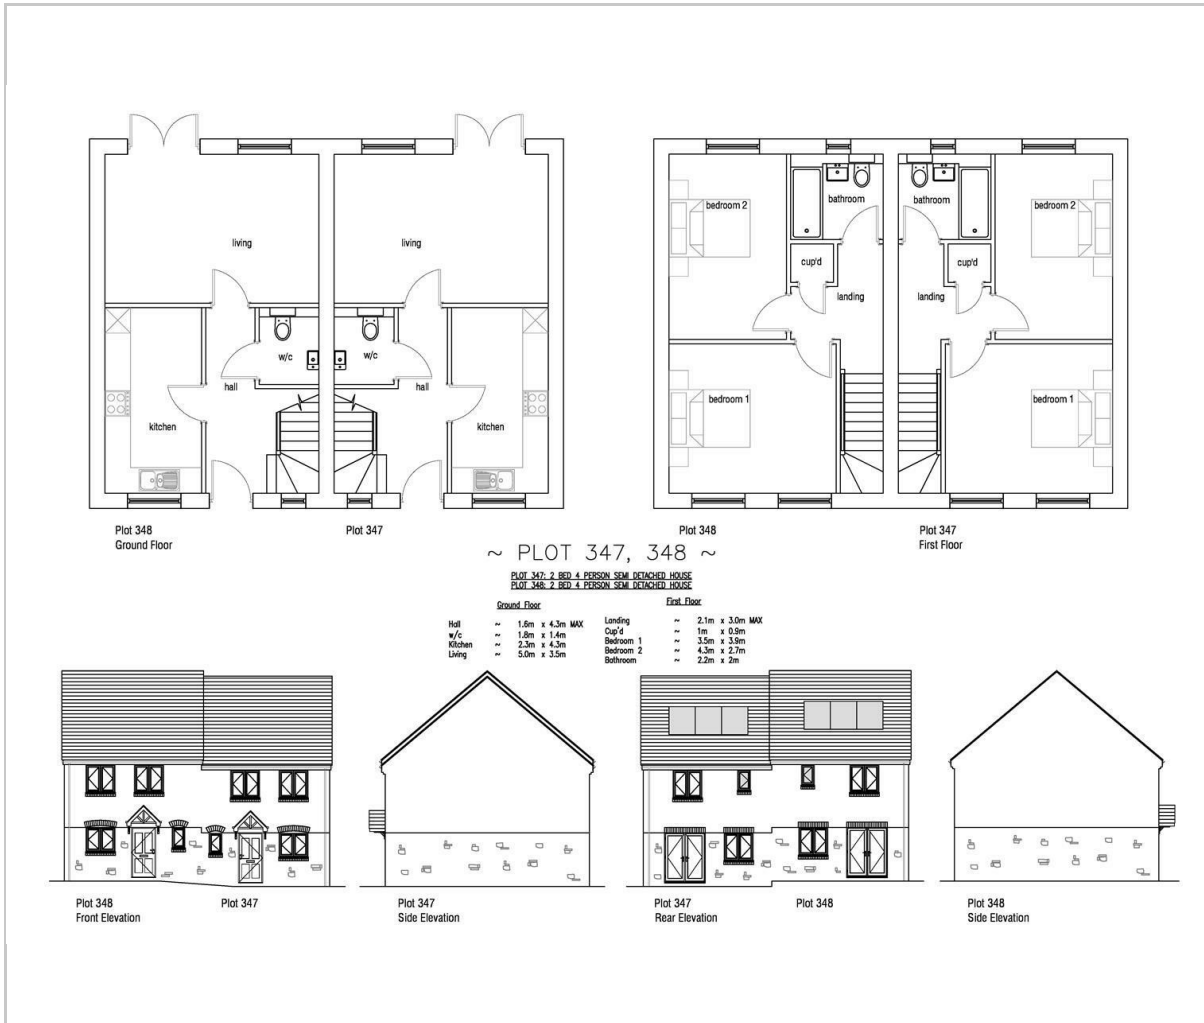 living
living
w/c
w/c
hall
hall
kitchen
kitchen
Plot 348
Ground Floor
Plot 347
bedroom 2
bathroom
bathroom
bedroom 2
cup'd
cup'd
landing
landing
bedroom 1
bedroom 1
Plot 348
Plot 347
First Floor
~ PLOT 347, 348 ~
PLOT 347: 2 BED 4 PERSON SEMI DETACHED HOUSE
PLOT 348: 2 BED 4 PERSON SEMI DETACHED HOUSE
Ground Floor
Hall ~ 1.6m x 4.3m MAX
w/c ~ 1.8m x 1.4m
Kitchen ~ 2.3m x 4.3m
Living ~ 5.0m x 3.5m
First Floor
Landing ~ 2.1m x 3.0m MAX
Cup'd ~ 1m x 0.9m
Bedroom 1 ~ 3.5m x 3.9m
Bedroom 2 ~ 4.3m x 2.7m
Bathroom ~ 2.2m x 2m
Plot 348
Front Elevation
Plot 347
Plot 347
Side Elevation
Plot 347
Rear Elevation
Plot 348
Plot 348
Side Elevation